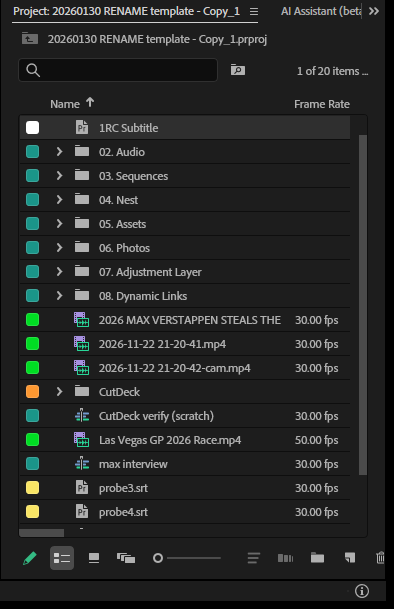 Project: 20260130 RENAME template - Copy_1
AI Assistant (beta
20260130 RENAME template - Copy_1.prproj
1 of 20 items ...
Name Frame Rate
1RC Subtitle
02. Audio
03. Sequences
04. Nest
05. Assets
06. Photos
07. Adjustment Layer
08. Dynamic Links
2026 MAX VERSTAPPEN STEALS THE 30.00 fps
2026-11-22 21-20-41.mp4 30.00 fps
2026-11-22 21-20-42-cam.mp4 30.00 fps
CutDeck
CutDeck verify (scratch) 30.00 fps
Las Vegas GP 2026 Race.mp4 50.00 fps
max interview 30.00 fps
probe3.srt 30.00 fps
probe4.srt 30.00 fps